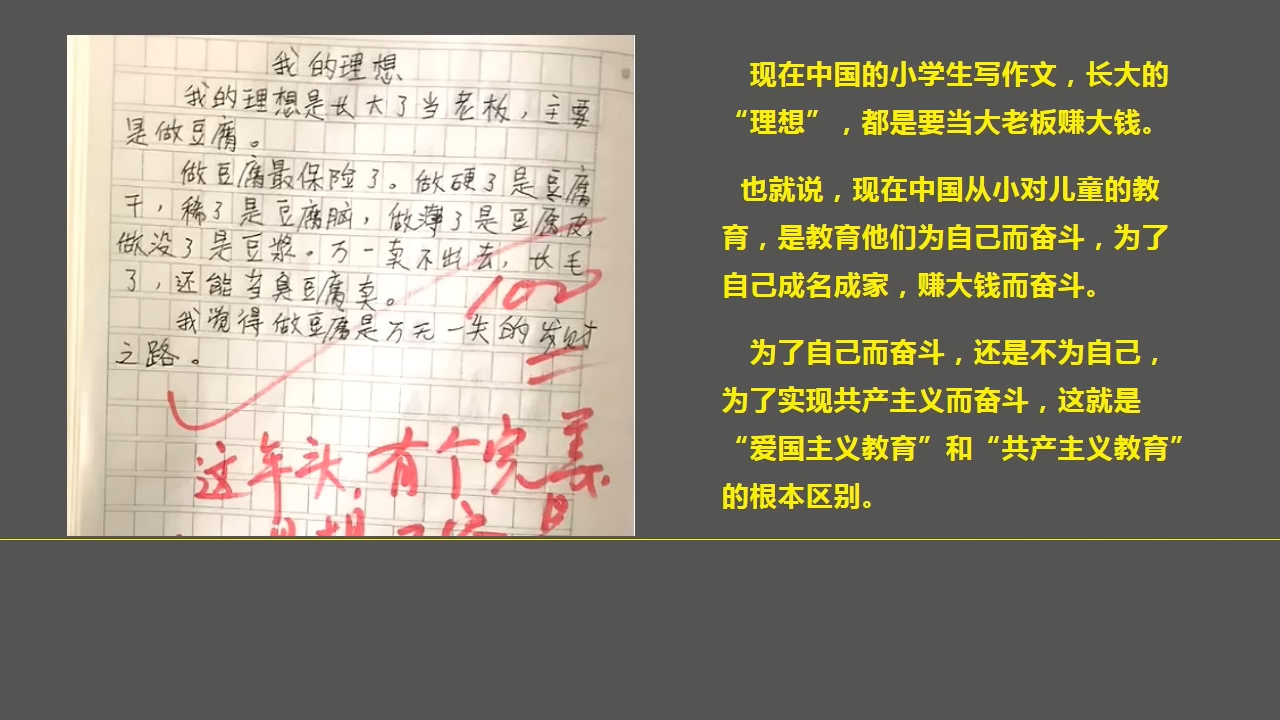 我的理想
我的理想是长大了当老板，主要
是做豆腐。
做豆腐最保险了。做硬了是豆腐
干，稀了是豆腐脑，做薄了是豆腐皮，
做没了是豆浆。万一卖不出去，长毛
了，还能当臭豆腐卖。
我觉得做豆腐是万无一失的发财
之路。
100
这年头，有个完美
现在中国的小学生写作文，长大的
“理想”，都是要当大老板赚大钱。
也就说，现在中国从小对儿童的教
育，是教育他们为自己而奋斗，为了
自己成名成家，赚大钱而奋斗。
为了自己而奋斗，还是不为自己，
为了实现共产主义而奋斗，这就是
“爱国主义教育”和“共产主义教育”
的根本区别。